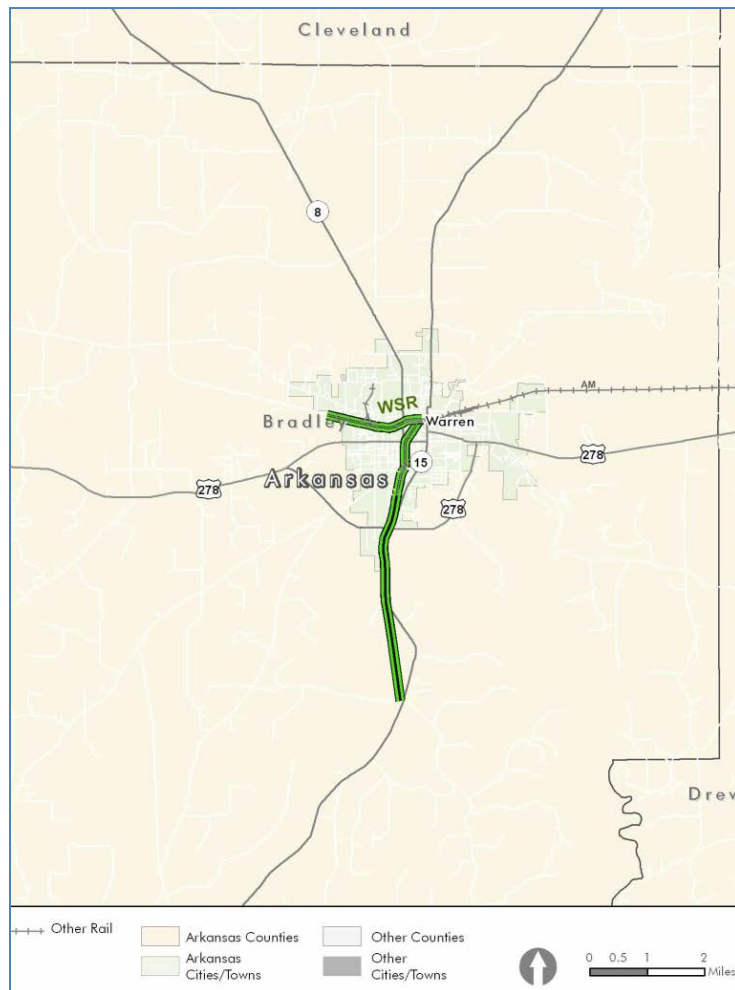 Cleveland
8
AM
WSR
Bradley
Warren
15
278
Arkansas
278
278
Drew
Other Rail
Arkansas Counties
Other Counties
Arkansas
Cities/Towns
Other
Cities/Towns
0 0.5 1 2
Miles